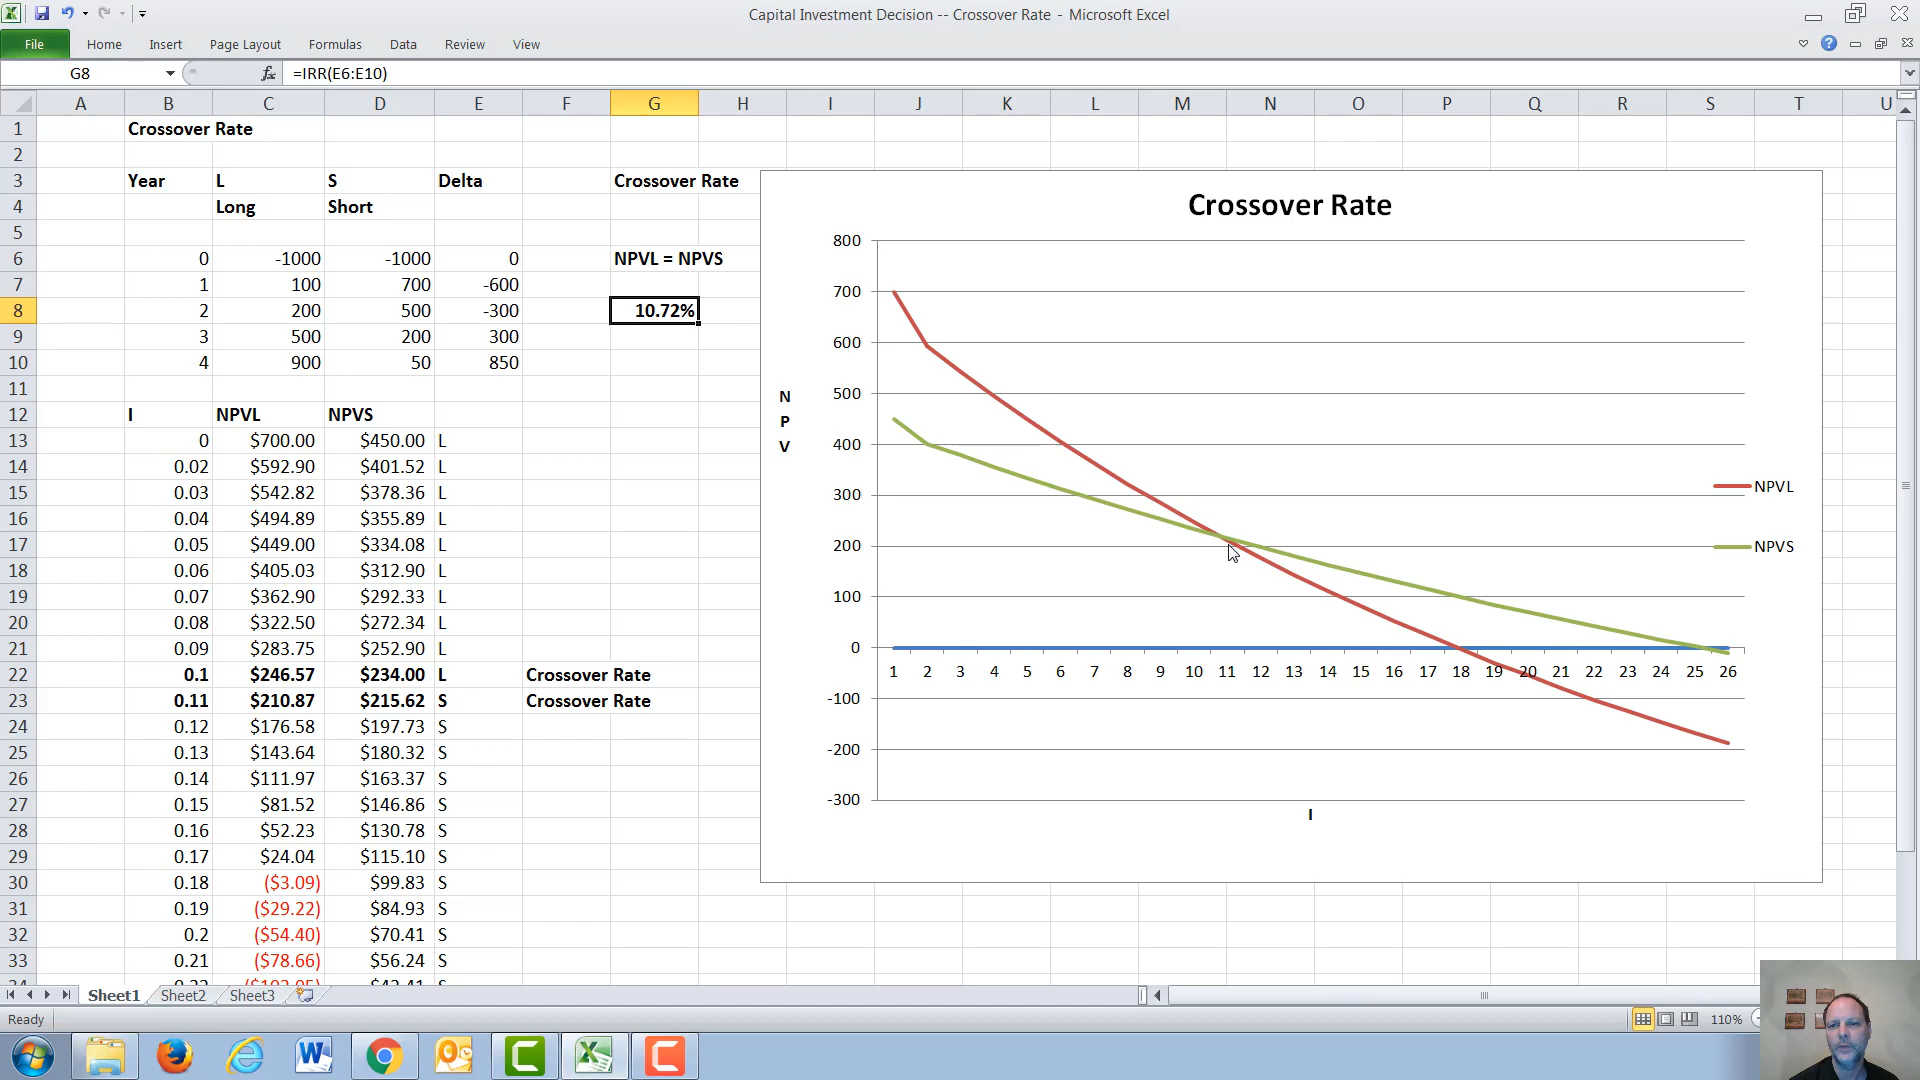 Capital Investment Decision -- Crossover Rate - Microsoft Excel
File Home Insert Page Layout Formulas Data Review View
G8 fx =IRR(E6:E10)
A B C D E F G H I J K L M N O P Q R S T U
1 Crossover Rate
2
3 Year L S Delta Crossover Rate
4 Long Short
5
6 0 -1000 -1000 0 NPVL = NPVS
7 1 100 700 -600
8 2 200 500 -300 10.72%
9 3 500 200 300
10 4 900 50 850
11
12 I NPVL NPVS
13 0 $700.00 $450.00 L
14 0.02 $592.90 $401.52 L
15 0.03 $542.82 $378.36 L
16 0.04 $494.89 $355.89 L
17 0.05 $449.00 $334.08 L
18 0.06 $405.03 $312.90 L
19 0.07 $362.90 $292.33 L
20 0.08 $322.50 $272.34 L
21 0.09 $283.75 $252.90 L
22 0.1 $246.57 $234.00 L Crossover Rate
23 0.11 $210.87 $215.62 S Crossover Rate
24 0.12 $176.58 $197.73 S
25 0.13 $143.64 $180.32 S
26 0.14 $111.97 $163.37 S
27 0.15 $81.52 $146.86 S
28 0.16 $52.23 $130.78 S
29 0.17 $24.04 $115.10 S
30 0.18 ($3.09) $99.83 S
31 0.19 ($29.22) $84.93 S
32 0.2 ($54.40) $70.41 S
33 0.21 ($78.66) $56.24 S
Crossover Rate
800
700
600
500
400
300
200
100
0
-100
-200
-300
N
P
V
1 2 3 4 5 6 7 8 9 10 11 12 13 14 15 16 17 18 19 20 21 22 23 24 25 26
I
NPVL
NPVS
Sheet1 Sheet2 Sheet3
Ready 110%